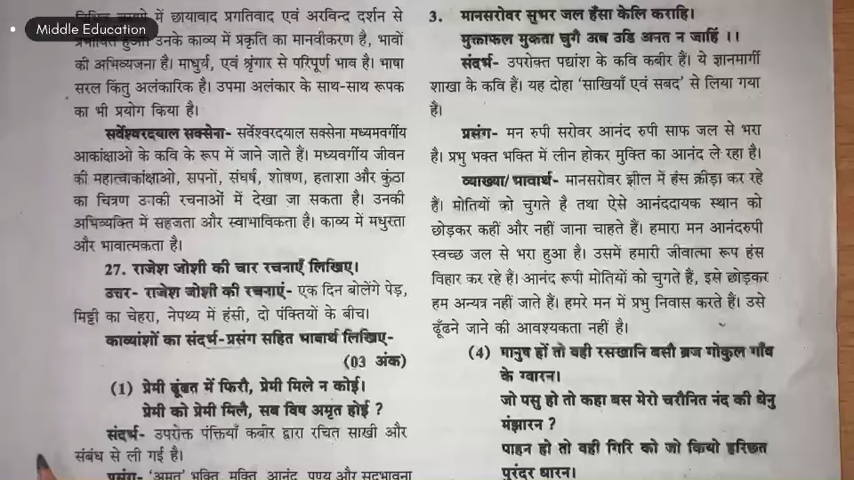 Middle Education
में छायावाद प्रगतिवाद एवं अरविन्द दर्शन से
उनके काव्य में प्रकृति का मानवीकरण है, भावों
की अभिव्यजना है। माधुर्य, एवं श्रृंगार से परिपूर्ण भाव है। भाषा
सरल किंतु अलंकारिक है। उपमा अलंकार के साथ-साथ रूपक
का भी प्रयोग किया है।
सर्वेश्वरदयाल सक्सेना- सर्वेश्वरदयाल सक्सेना मध्यमवर्गीय
आकांक्षाओ के कवि के रूप में जाने जाते हैं। मध्यवर्गीय जीवन
की महात्वाकांक्षाओ, सपनों, संघर्ष, शोषण, हताशा और कुंठा
का चित्रण उनकी रचनाओं में देखा जा सकता है। उनकी
अभिव्यक्ति में सहजता और स्वाभाविकता है। काव्य में मधुरता
और भावात्मकता है।
27. राजेश जोशी की चार रचनाएँ लिखिए।
उत्तर- राजेश जोशी की रचनाएं- एक दिन बोलेंगे पेड़,
मिट्टी का चेहरा, नेपथ्य में हंसी, दो पंक्तियों के बीच।
काव्यांशों का संदर्भ-प्रसंग सहित भाबार्थ लिखिए-
(03 अंक)
(1) प्रेमी ढूंढत में फिरौ, प्रेमी मिले न कोई।
प्रेमी को प्रेमी मिलै, सब विष अमृत होई ?
संदर्भ- उपरोक्त पंक्तियाँ कबीर द्वारा रचित साखी और
संबंध से ली गई है।
प्रसंग- 'अमृत' भक्ति, मुक्ति, आनंद, पुण्य और सदभावना
3. मानसरोवर सुभर जल हँसा केलि कराहि।
मुक्ताफल मुकता चुगै अब उडि अनत न जाहिं ।।
संदर्भ- उपरोक्त पद्यांश के कवि कबीर हैं। ये ज्ञानमार्गी
शाखा के कवि हैं। यह दोहा 'साखियाँ एवं सबद' से लिया गया
है।
प्रसंग- मन रुपी सरोवर आनंद रुपी साफ जल से भरा
है। प्रभु भक्त भक्ति में लीन होकर मुक्ति का आनंद ले रहा है।
व्याख्या/भावार्थ- मानसरोवर झील में हंस क्रीड़ा कर रहे
हैं। मोतियों को चुगते है तथा ऐसे आनंददायक स्थान को
छोड़कर कहीं और नहीं जाना चाहते हैं। हमारा मन आनंदरुपी
स्वच्छ जल से भरा हुआ है। उसमें हमारी जीवात्मा रूप हंस
विहार कर रहे हैं। आनंद रूपी मोतियों को चुगते हैं, इसे छोड़कर
हम अन्यत्र नहीं जाते हैं। हमरे मन में प्रभु निवास करते हैं। उसे
ढूँढने जाने की आवश्यकता नहीं है।
(4) मानुष हों तो वही रसखानि बसौ ब्रज गोकुल गाँव
के ग्वारन।
जो पसु हो तो कहा बस मेरो चरौनित नंद की धेनु
मंझारन ?
पाहन हो तो वही गिरि को जो कियो हरिछत
पुरंदर धारन।